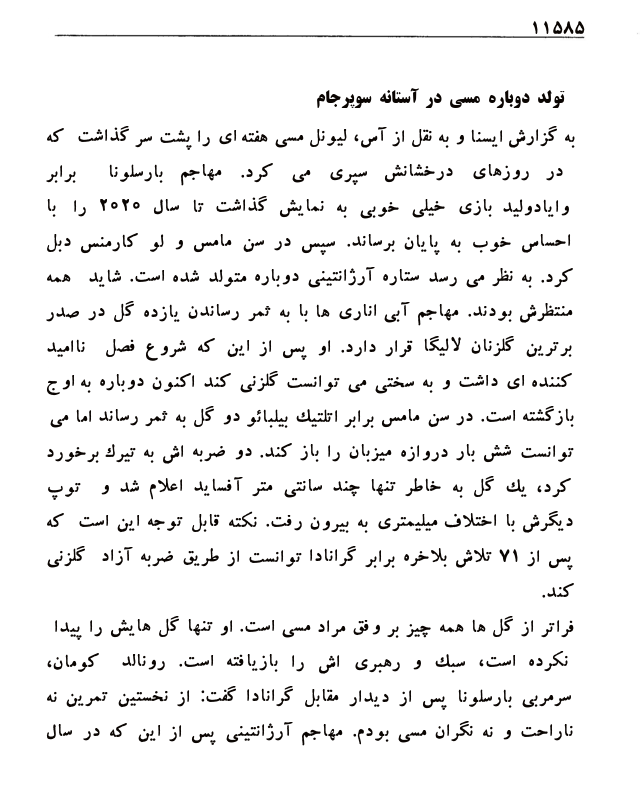 ۱۱۵۸۵
تولد دوباره مسی در آستانه سوپرجام
به گزارش ایسنا و به نقل از آس، لیونل مسی هفته ای را پشت سر گذاشت که
در روزهای درخشانش سپری می کرد. مهاجم بارسلونا برابر
وایادولید بازی خیلی خوبی به نمایش گذاشت تا سال ۲۰۲۰ را با
احساس خوب به پایان برساند. سپس در سن مامس و لو کارمنس دبل
کرد. به نظر می رسد ستاره آرژانتینی دوباره متولد شده است. شاید همه
منتظرش بودند. مهاجم آبی اناری ها با به ثمر رساندن یازده گل در صدر
برترین گلزنان لالیگا قرار دارد. او پس از این که شروع فصل ناامید
کننده ای داشت و به سختی می توانست گلزنی کند اکنون دوباره به اوج
بازگشته است. در سن مامس برابر اتلتیك بیلبائو دو گل به ثمر رساند اما می
توانست شش بار دروازه میزبان را باز کند. دو ضربه اش به تیرك برخورد
کرد، یك گل به خاطر تنها چند سانتی متر آفساید اعلام شد و توپ
دیگرش با اختلاف میلیمتری به بیرون رفت. نکته قابل توجه این است که
پس از ۷۱ تلاش بلاخره برابر گرانادا توانست از طریق ضربه آزاد گلزنی
کند.
فراتر از گل ها همه چیز بر وفق مراد مسی است. او تنها گل هایش را پیدا
نکرده است، سبك و رهبری اش را بازیافته است. رونالد کومان،
سرمربی بارسلونا پس از دیدار مقابل گرانادا گفت: از نخستین تمرین نه
ناراحت و نه نگران مسی بودم. مهاجم آرژانتینی پس از این که در سال